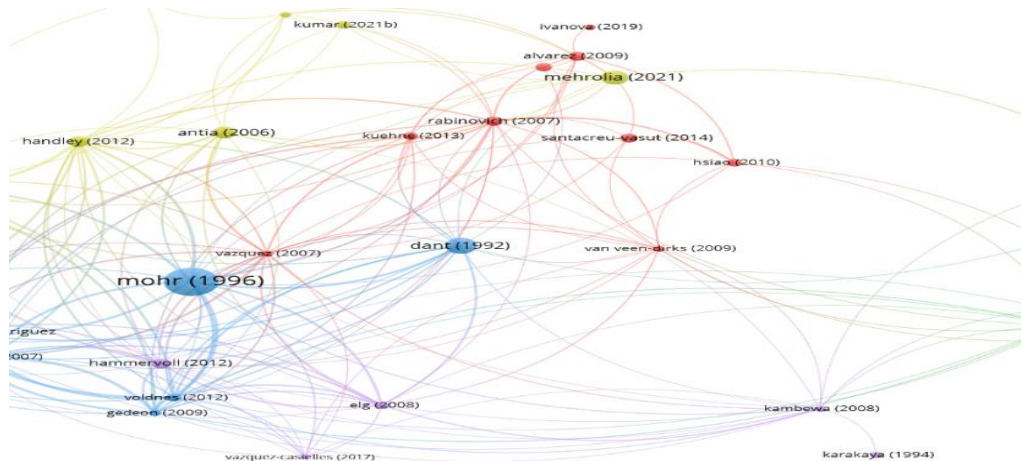 kumar (2021b)
ivanova (2019)
alvarez (2009)
mehrolia (2021)
rabinovich (2007)
antia (2006)
handley (2012)
kuehne (2013)
santacreu-vasut (2014)
hsiao (2010)
dant (1992)
vazquez (2007)
van veen-dirks (2009)
mohr (1996)
riguez
2007)
hammervoll (2012)
voldnes (2012)
gedeon (2009)
elg (2008)
kambewa (2008)
vazquez-casielles (2017)
karakaya (1994)